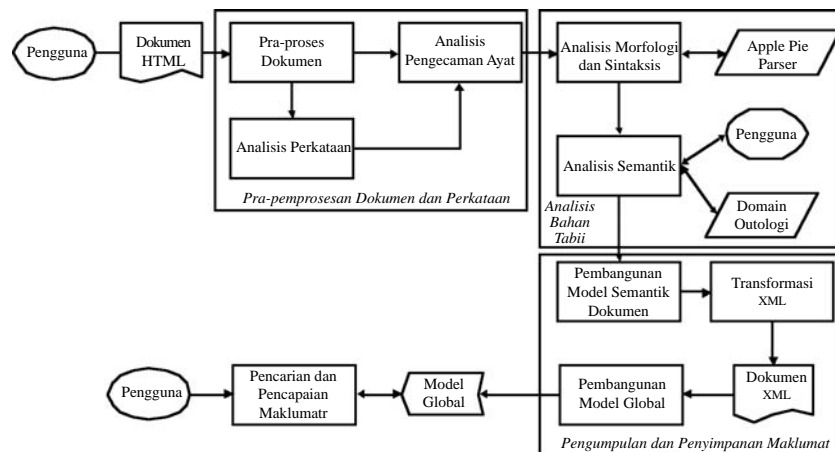 Pengguna
Dokumen
HTML
Pra-proses
Dokumen
Analisis
Pengecaman Ayat
Analisis Perkataan
Pra-pemprosesan Dokumen dan Perkataan
Analisis Morfologi
dan Sintaksis
Apple Pie
Parser
Analisis Semantik
Pengguna
Domain
Outologi
Analisis
Bahan
Tabii
Pembangunan
Model Semantik
Dokumen
Transformasi
XML
Dokumen
XML
Pembangunan
Model Global
Pengumpulan dan Penyimpanan Maklumat
Model
Global
Pencarian dan
Pencapaian
Maklumatr
Pengguna